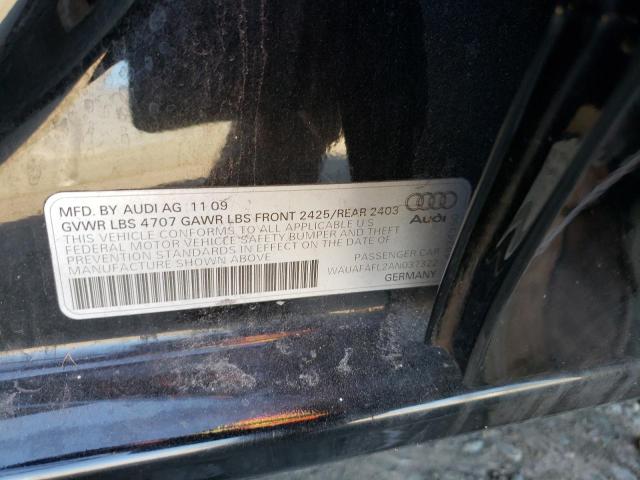 MFD. BY AUDI AG 11 09
GVWR LBS 4707 GAWR LBS FRONT 2425/REAR 2403
THIS VEHICLE CONFORMS TO ALL APPLICABLE U.S
FEDERAL MOTOR VEHICLE SAFETY BUMPER AND THEFT
PREVENTION STANDARDS IN EFFECT ON THE DATE OF
MANUFACTURE SHOWN ABOVE
Audi
PASSENGER CAR
WAUAFAFL2AN037322
GERMANY